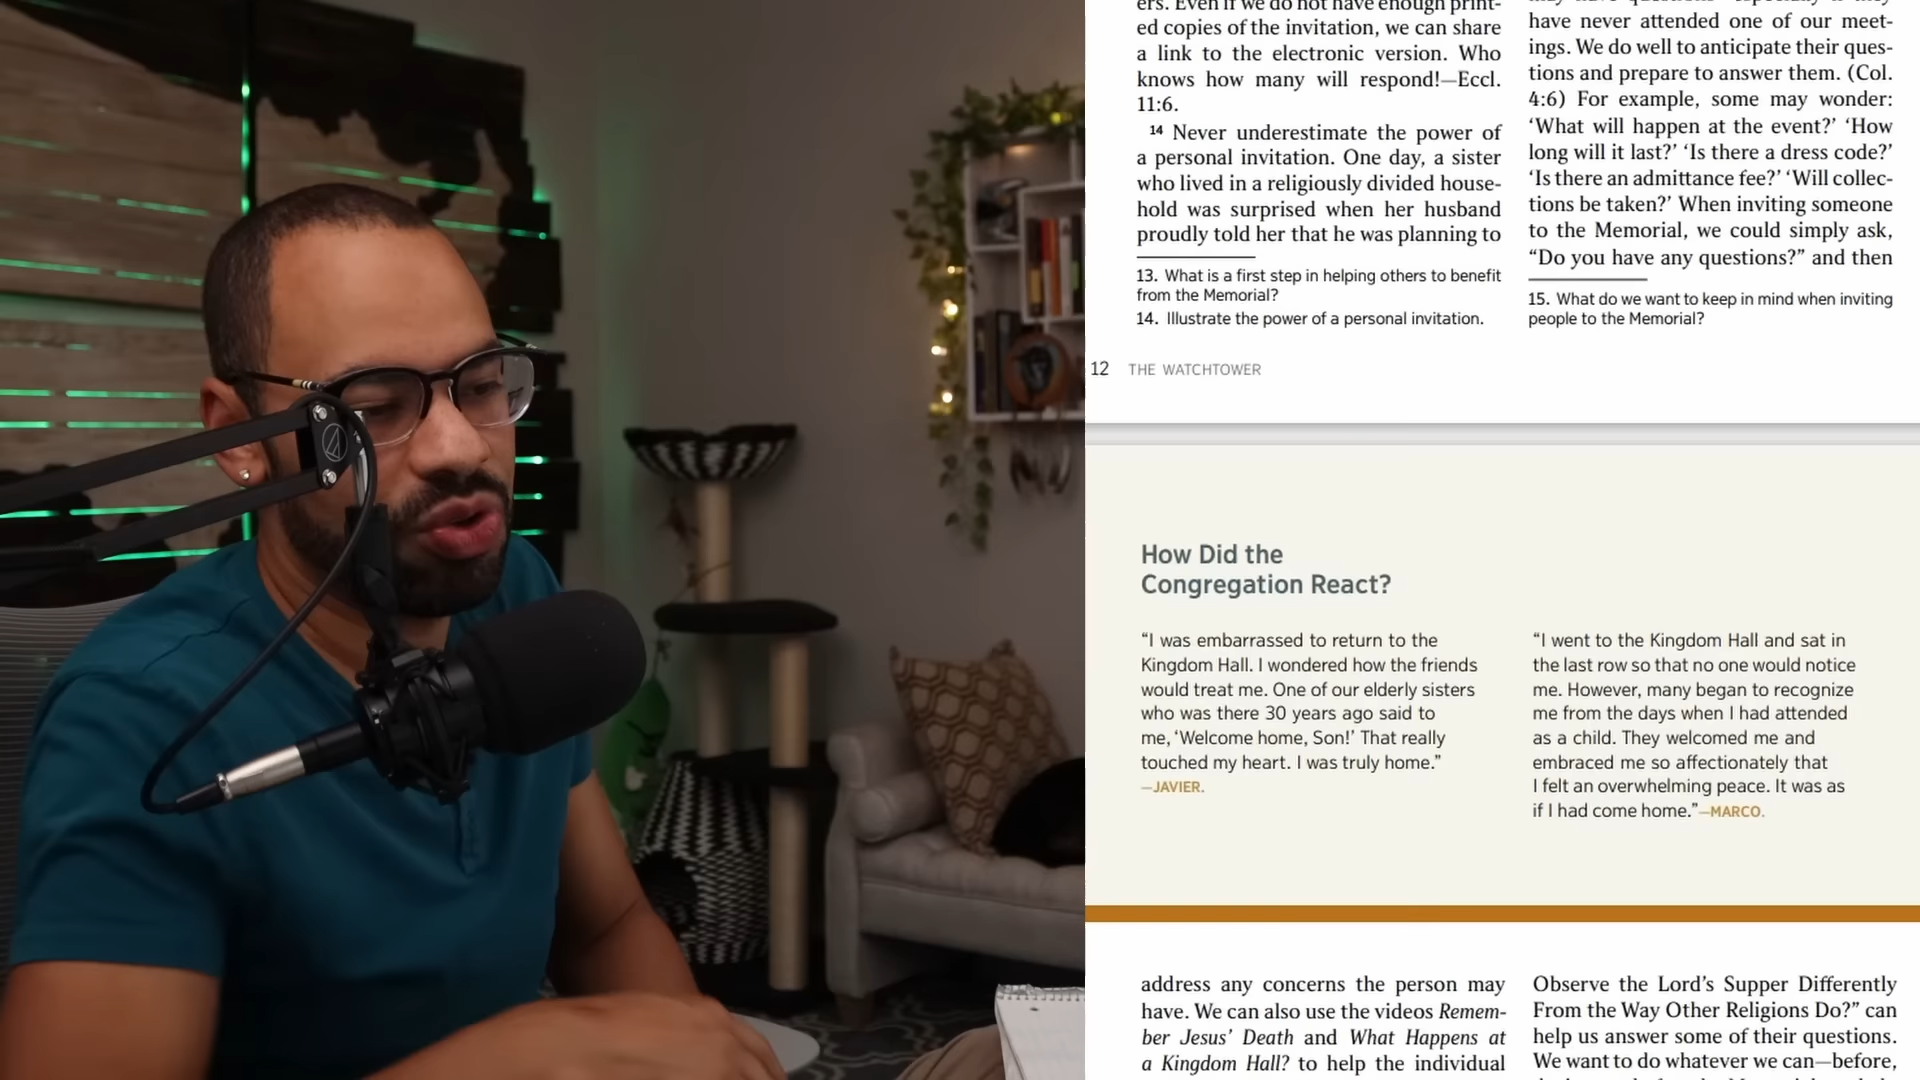 ers. Even if we do not have enough print-
ed copies of the invitation, we can share
a link to the electronic version. Who
knows how many will respond!—Eccl.
11:6.
14 Never underestimate the power of
a personal invitation. One day, a sister
who lived in a religiously divided house-
hold was surprised when her husband
proudly told her that he was planning to
13. What is a first step in helping others to benefit
from the Memorial?
14. Illustrate the power of a personal invitation.
have never attended one of our meet-
ings. We do well to anticipate their ques-
tions and prepare to answer them. (Col.
4:6) For example, some may wonder:
‘What will happen at the event?’ ‘How
long will it last?’ ‘Is there a dress code?’
‘Is there an admittance fee?’ ‘Will collec-
tions be taken?’ When inviting someone
to the Memorial, we could simply ask,
“Do you have any questions?” and then
15. What do we want to keep in mind when inviting
people to the Memorial?
12 THE WATCHTOWER
How Did the
Congregation React?
“I was embarrassed to return to the
Kingdom Hall. I wondered how the friends
would treat me. One of our elderly sisters
who was there 30 years ago said to
me, ‘Welcome home, Son!’ That really
touched my heart. I was truly home.”
—JAVIER.
“I went to the Kingdom Hall and sat in
the last row so that no one would notice
me. However, many began to recognize
me from the days when I had attended
as a child. They welcomed me and
embraced me so affectionately that
I felt an overwhelming peace. It was as
if I had come home.”—MARCO.
address any concerns the person may
have. We can also use the videos Remem-
ber Jesus’ Death and What Happens at
a Kingdom Hall? to help the individual
Observe the Lord’s Supper Differently
From the Way Other Religions Do?” can
help us answer some of their questions.
We want to do whatever we can—before,